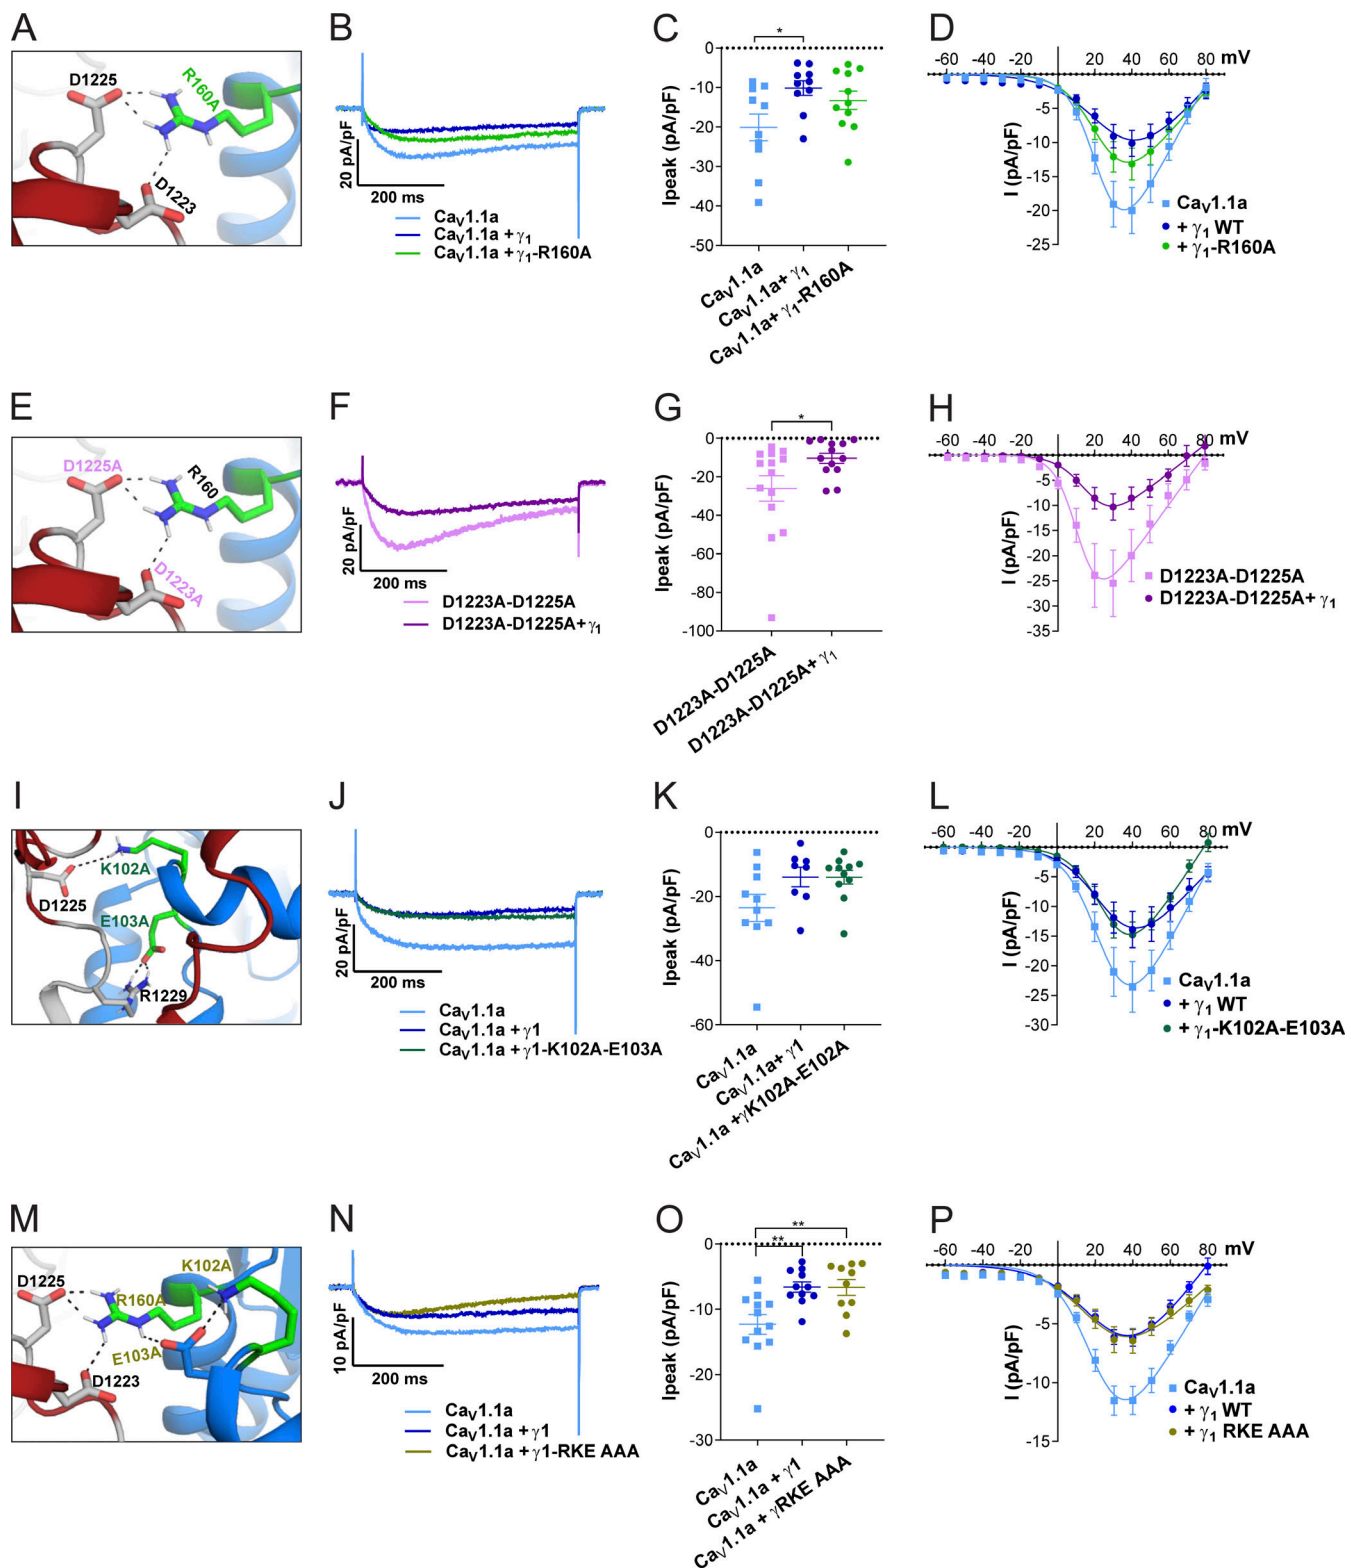 A
D1225
R160A
D1223
B
20 pA/pF
200 ms
CaV1.1a
CaV1.1a + γ1
CaV1.1a + γ1-R160A
C
*
Ipeak (pA/pF)
0
-10
-20
-30
-40
-50
CaV1.1a
CaV1.1a+ γ1
CaV1.1a+ γ1-R160A
D
-60 -40 -20 20 40 60 80 mV
I (pA/pF)
-5
-10
-15
-20
-25
CaV1.1a
+ γ1 WT
+ γ1-R160A
E
D1225A
R160
D1223A
F
20 pA/pF
200 ms
D1223A-D1225A
D1223A-D1225A+ γ1
G
*
Ipeak (pA/pF)
0
-20
-40
-60
-80
-100
D1223A-D1225A
D1223A-D1225A+ γ1
H
-60 -40 -20 20 40 60 80 mV
I (pA/pF)
-5
-10
-15
-20
-25
-30
-35
D1223A-D1225A
D1223A-D1225A+ γ1
I
K102A
D1225
E103A
R1229
J
20 pA/pF
200 ms
CaV1.1a
CaV1.1a + γ1
CaV1.1a + γ1-K102A-E103A
K
Ipeak (pA/pF)
0
-20
-40
-60
CaV1.1a
CaV1.1a+ γ1
CaV1.1a +γK102A-E102A
L
-60 -40 -20 20 40 60 80 mV
I (pA/pF)
-5
-10
-15
-20
-25
-30
CaV1.1a
+ γ1 WT
+ γ1-K102A-E103A
M
K102A
D1225
R160A
E103A
D1223
N
10 pA/pF
200 ms
CaV1.1a
CaV1.1a + γ1
CaV1.1a + γ1-RKE AAA
O
**
**
Ipeak (pA/pF)
0
-10
-20
-30
CaV1.1a
CaV1.1a + γ1
CaV1.1a + γRKE AAA
P
-60 -40 -20 20 40 60 80 mV
I (pA/pF)
-5
-10
-15
CaV1.1a
+ γ1 WT
+ γ1 RKE AAA